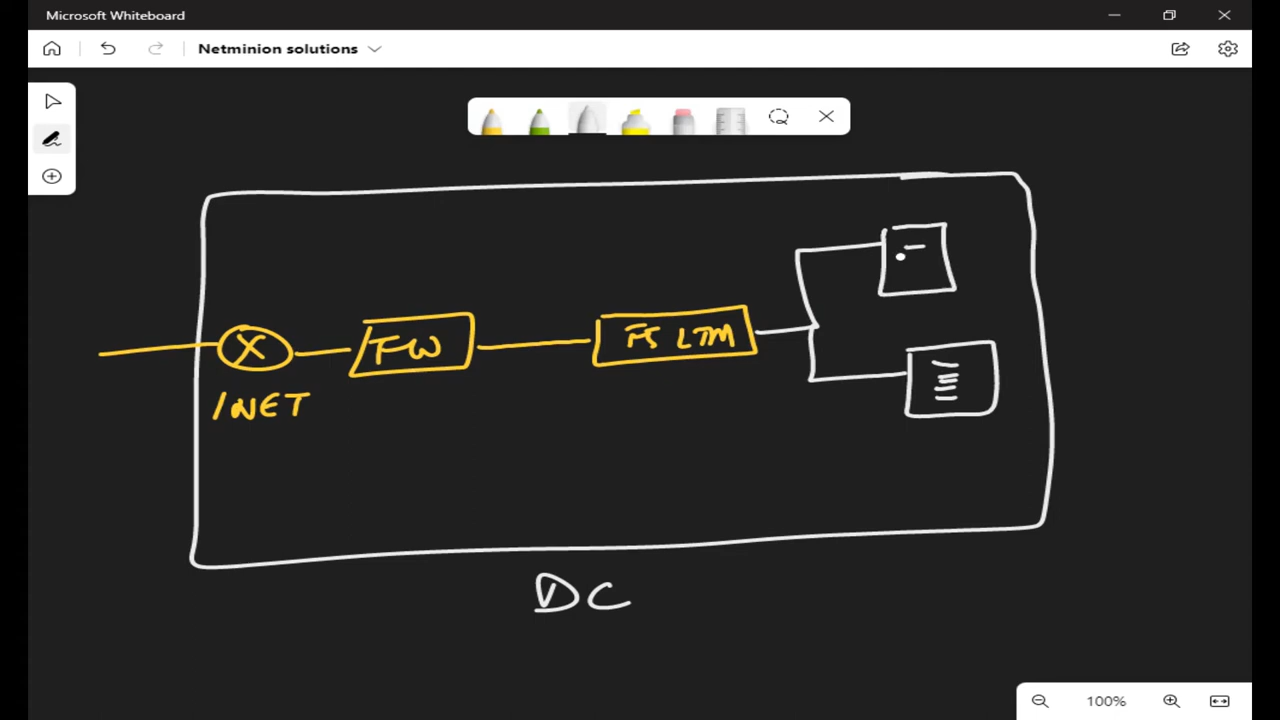 Microsoft Whiteboard
Netminion solutions
X
FW
F5 LTM
INET
DC
100%